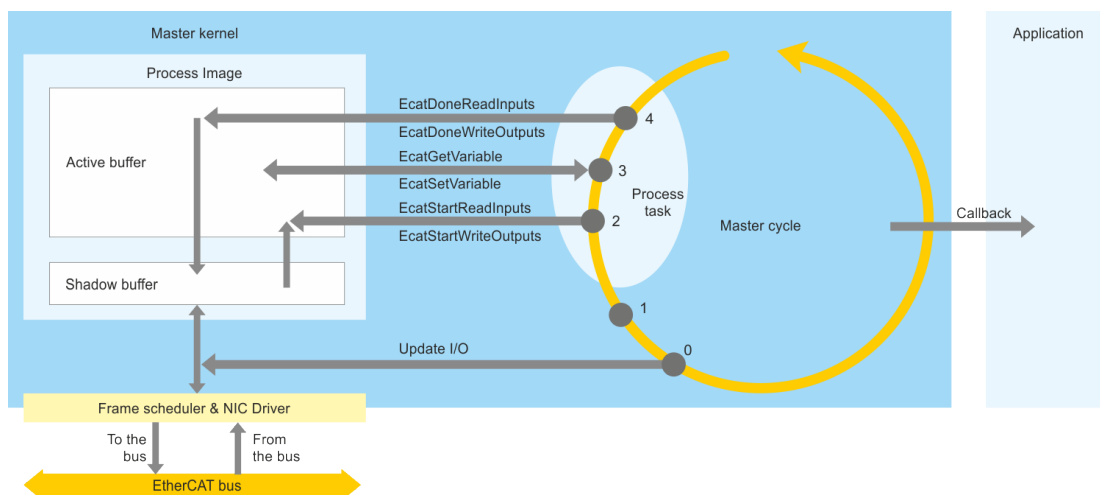 Master kernel
Application
Process Image
Active buffer
Shadow buffer
EcatDoneReadInputs
EcatDoneWriteOutputs
EcatGetVariable
EcatSetVariable
EcatStartReadInputs
EcatStartWriteOutputs
4
3
Process
task
2
1
0
Master cycle
Callback
Update I/O
Frame scheduler & NIC Driver
To the
bus
From
the bus
EtherCAT bus